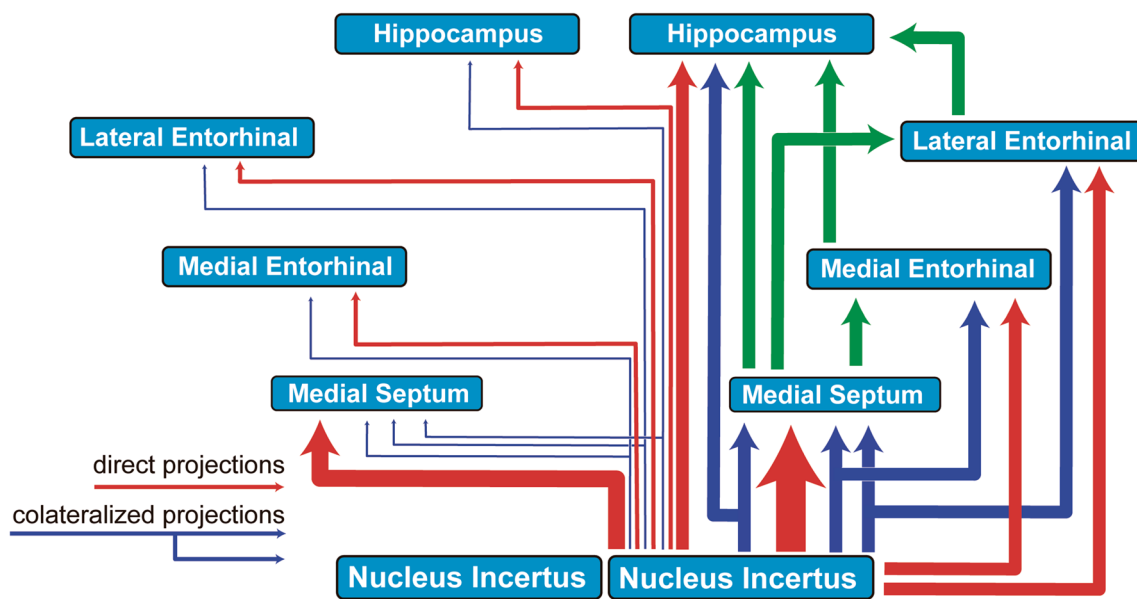 Hippocampus
Hippocampus
Lateral Entorhinal
Lateral Entorhinal
Medial Entorhinal
Medial Entorhinal
Medial Septum
Medial Septum
direct projections
colateralized projections
Nucleus Incertus
Nucleus Incertus